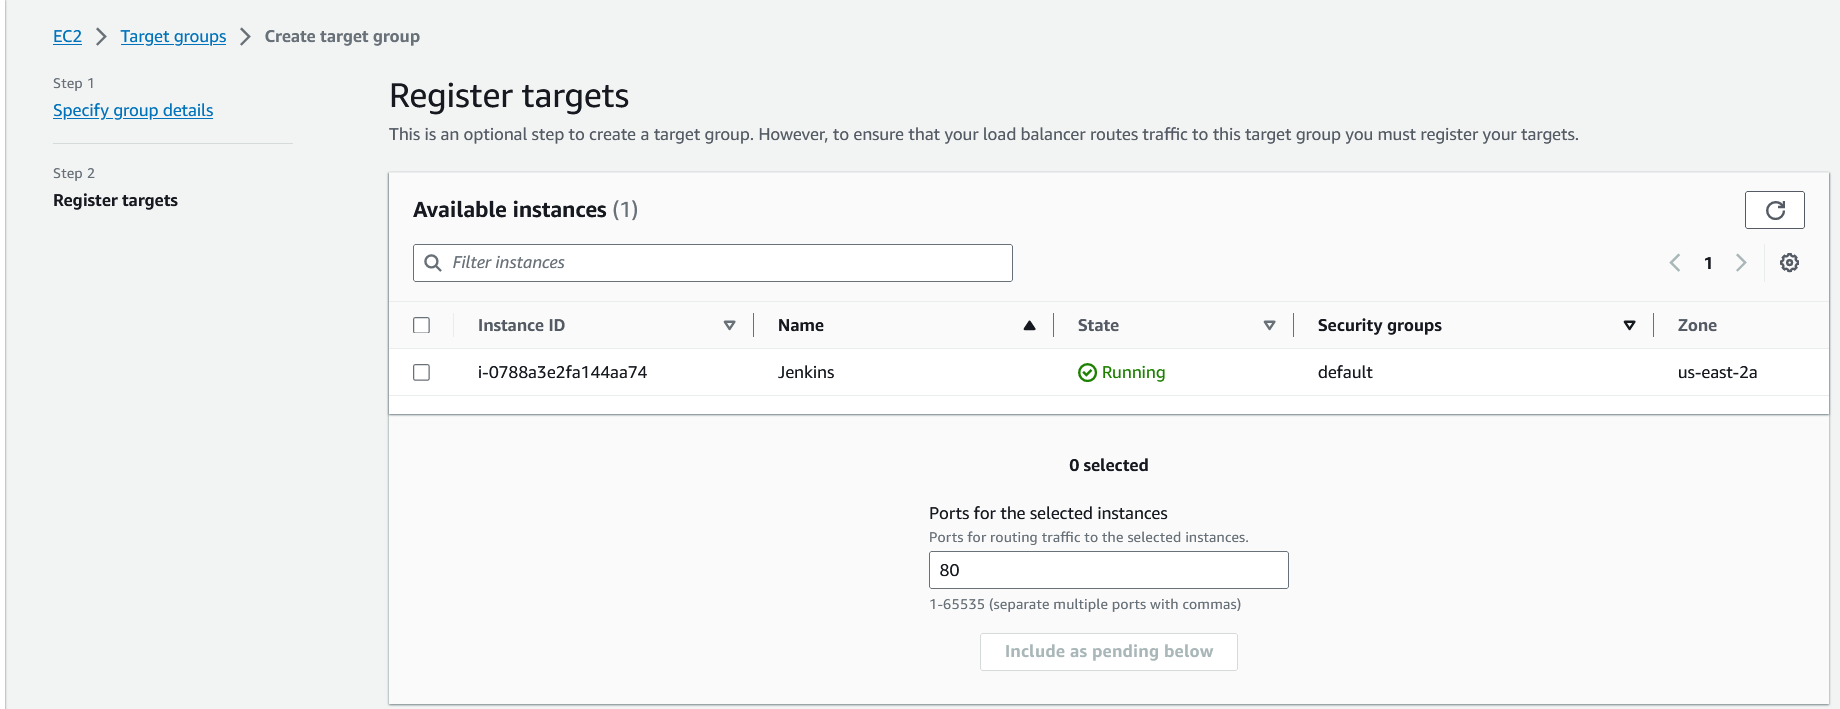 EC2 > Target groups > Create target group
Step 1
Specify group details
Step 2
Register targets
Register targets
This is an optional step to create a target group. However, to ensure that your load balancer routes traffic to this target group you must register your targets.
Available instances (1)
Filter instances
1
Instance ID Name State Security groups Zone
i-0788a3e2fa144aa74 Jenkins Running default us-east-2a
0 selected
Ports for the selected instances
Ports for routing traffic to the selected instances.
80
1-65535 (separate multiple ports with commas)
Include as pending below